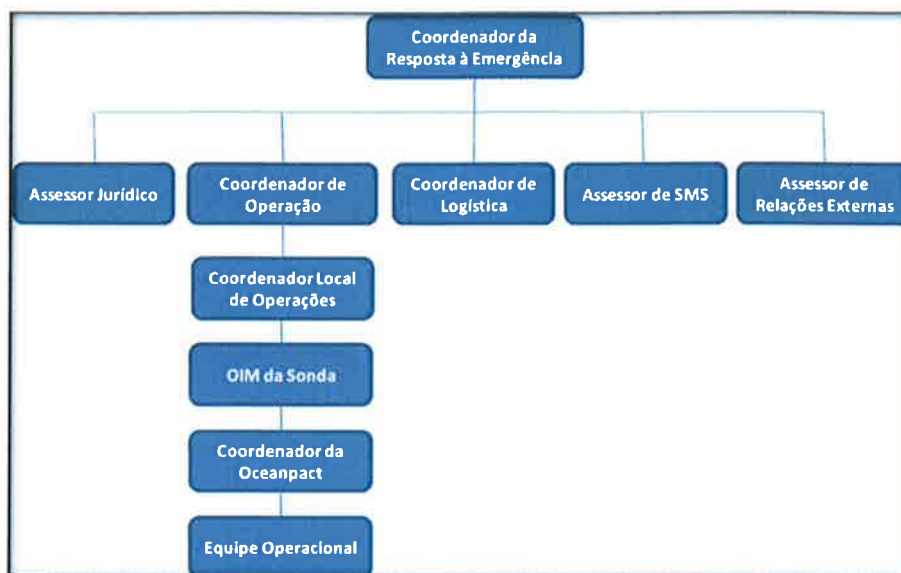 Coordenador da
Resposta à Emergência
Assessor Jurídico
Coordenador de
Operação
Coordenador de
Logística
Assessor de SMS
Assessor de
Relações Externas
Coordenador Local
de Operações
OIM da Sonda
Coordenador da
Oceanpact
Equipe Operacional